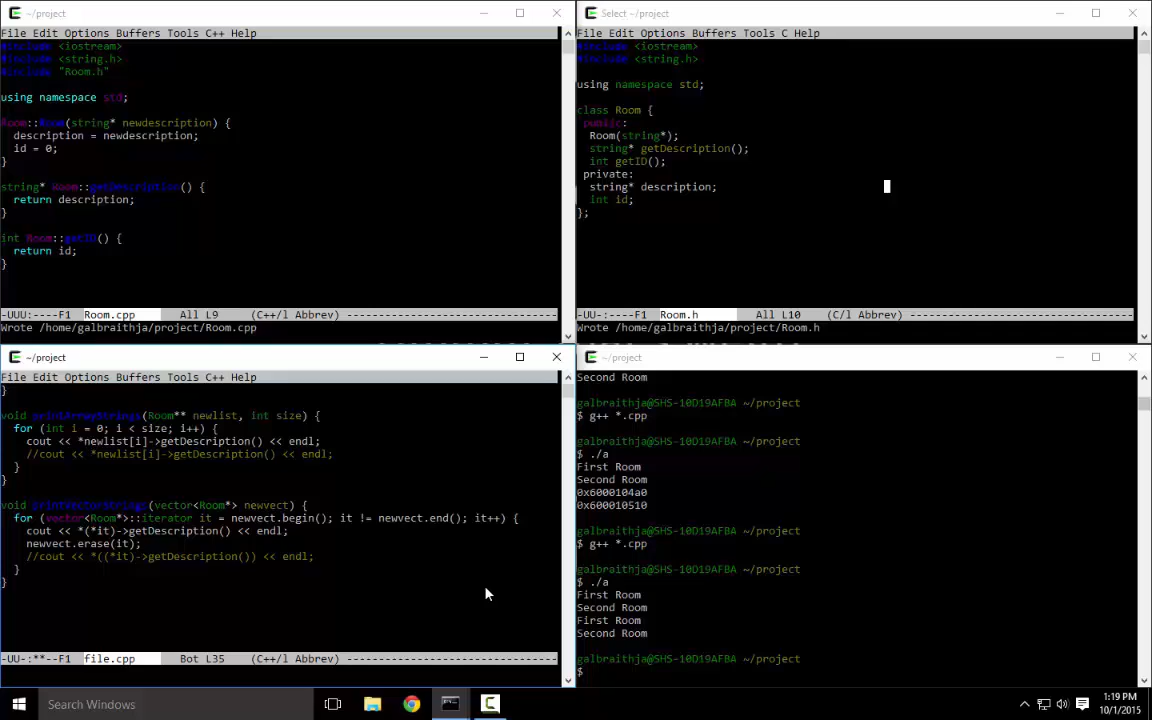 ~/project
File Edit Options Buffers Tools C++ Help
#include <iostream>
#include <string.h>
#include "Room.h"
using namespace std;
Room::Room(string* newdescription) {
description = newdescription;
id = 0;
}
string* Room::getDescription() {
return description;
}
int Room::getID() {
return id;
}
-UUU:----F1 Room.cpp All L9 (C++/l Abbrev)
Wrote /home/galbraithja/project/Room.cpp
Select ~/project
File Edit Options Buffers Tools C Help
#include <iostream>
#include <string.h>
using namespace std;
class Room {
public:
Room(string*);
string* getDescription();
int getID();
private:
string* description;
int id;
};
-UU-:----F1 Room.h All L10 (C/l Abbrev)
Wrote /home/galbraithja/project/Room.h
~/project
File Edit Options Buffers Tools C++ Help
}
void printArrayStrings(Room** newlist, int size) {
for (int i = 0; i < size; i++) {
cout << *newlist[i]->getDescription() << endl;
//cout << *newlist[i]->getDescription() << endl;
}
}
void printVectorStrings(vector<Room*> newvect) {
for (vector<Room*>::iterator it = newvect.begin(); it != newvect.end(); it++) {
cout << *(*it)->getDescription() << endl;
newvect.erase(it);
//cout << *((*it)->getDescription()) << endl;
}
}
-UU-:**--F1 file.cpp Bot L35 (C++/l Abbrev)
~/project
Second Room
galbraithja@SHS-10D19AFBA ~/project
$ g++ *.cpp
galbraithja@SHS-10D19AFBA ~/project
$ ./a
First Room
Second Room
0x6000104a0
0x600010510
galbraithja@SHS-10D19AFBA ~/project
$ g++ *.cpp
galbraithja@SHS-10D19AFBA ~/project
$ ./a
First Room
Second Room
First Room
Second Room
galbraithja@SHS-10D19AFBA ~/project
$
Search Windows
1:19 PM
10/1/2015